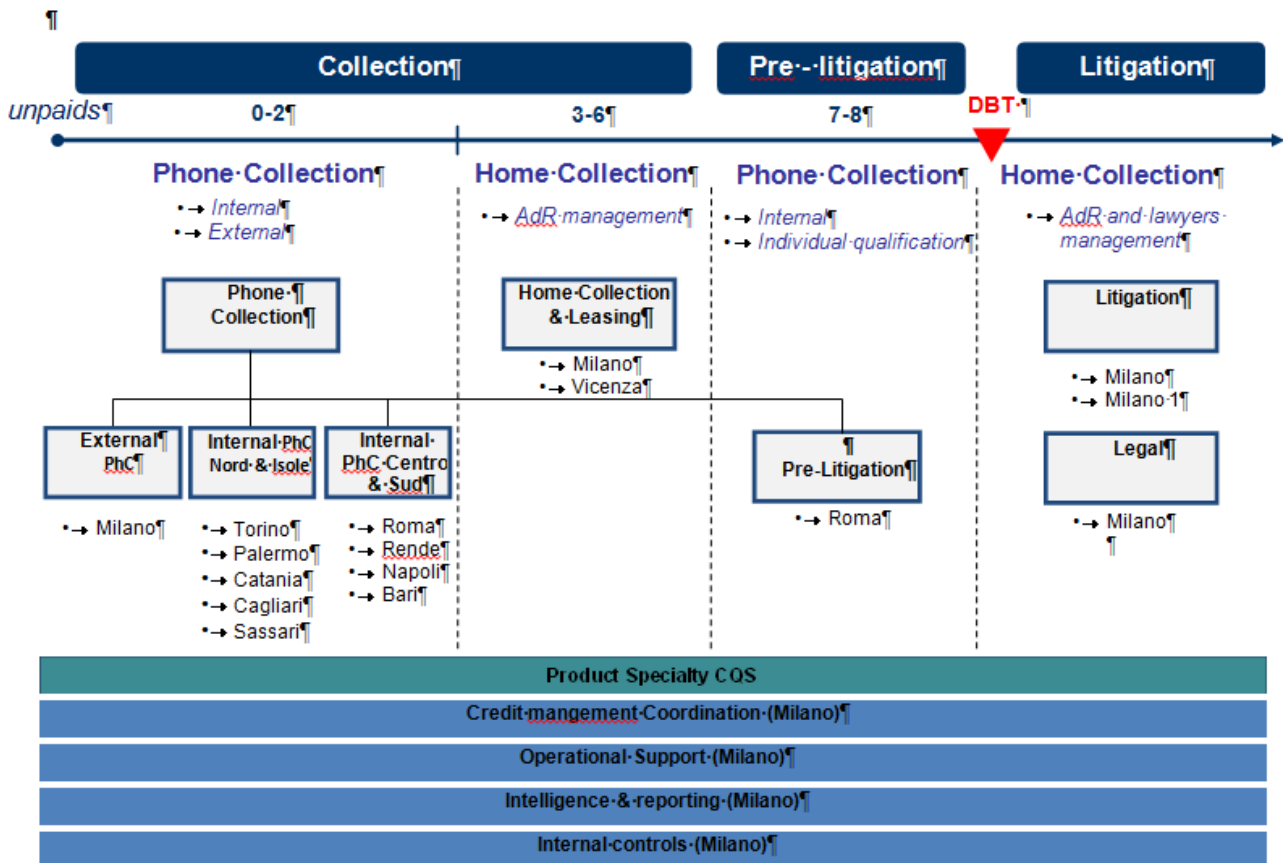 ¶
Collection¶
Pre-·-·litigation¶
Litigation¶
unpaids¶
0-2¶
3-6¶
7-8¶
DBT·¶
Phone·Collection¶
•→ Internal¶
•→ External¶
Home·Collection¶
•→ AdR·management¶
Phone·Collection¶
•→ Internal¶
•→ Individual·qualification¶
Home·Collection¶
•→ AdR·and·lawyers·
management¶
Phone·¶
Collection¶
Home·Collection
&·Leasing¶
•→ Milano¶
•→ Vicenza¶
Litigation¶
•→ Milano¶
•→ Milano·1¶
External¶
PhC¶
•→ Milano¶
Internal·PhC
Nord·&·Isole
•→ Torino¶
•→ Palermo¶
•→ Catania¶
•→ Cagliari¶
•→ Sassari¶
Internal·
PhC·Centro
&·Sud¶
•→ Roma¶
•→ Rende¶
•→ Napoli¶
•→ Bari¶
¶
Pre-Litigation¶
•→ Roma¶
Legal¶
•→ Milano¶
¶
Product Specialty CQS
Credit·mangement·Coordination·(Milano)¶
Operational·Support·(Milano)¶
Intelligence·&·reporting·(Milano)¶
Internal·controls·(Milano)¶